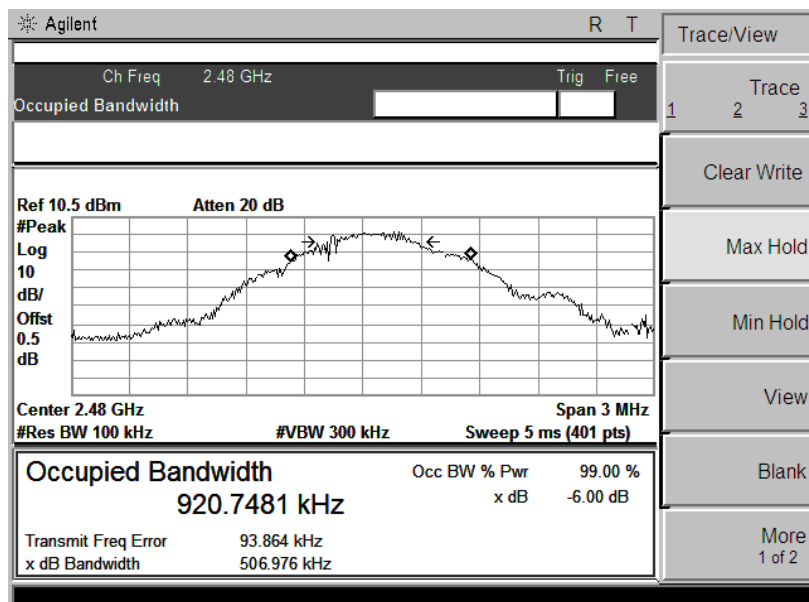 Agilent R T
Trace/View
Ch Freq 2.48 GHz Trig Free
Occupied Bandwidth
Trace
1 2 3
Clear Write
Max Hold
Min Hold
View
Blank
More
1 of 2
Ref 10.5 dBm Atten 20 dB
#Peak
Log
10
dB/
Offst
0.5
dB
Center 2.48 GHz Span 3 MHz
#Res BW 100 kHz #VBW 300 kHz Sweep 5 ms (401 pts)
Occupied Bandwidth Occ BW % Pwr 99.00 %
920.7481 kHz x dB -6.00 dB
Transmit Freq Error 93.864 kHz
x dB Bandwidth 506.976 kHz